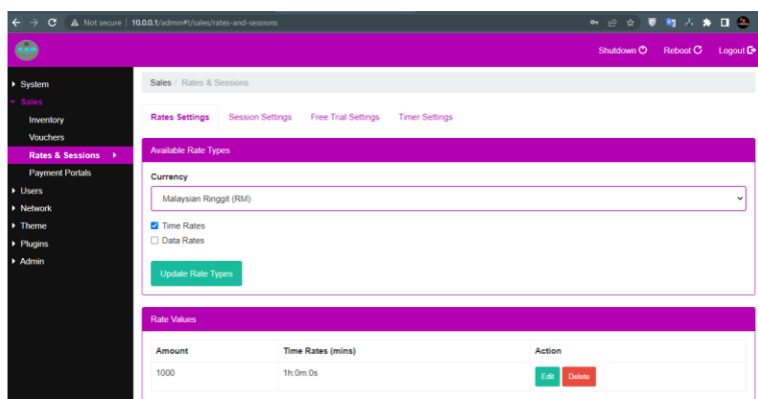 Not secure | 10.0.0.1/admin#!/sales/rates-and-sessions
Shutdown Reboot Logout
System
Sales
Inventory
Vouchers
Rates & Sessions
Payment Portals
Users
Network
Theme
Plugins
Admin
Sales / Rates & Sessions
Rates Settings Session Settings Free Trial Settings Timer Settings
Available Rate Types
Currency
Malaysian Ringgit (RM)
Time Rates
Data Rates
Update Rate Types
Rate Values
Amount Time Rates (mins) Action
1000 1h:0m:0s Edit Delete